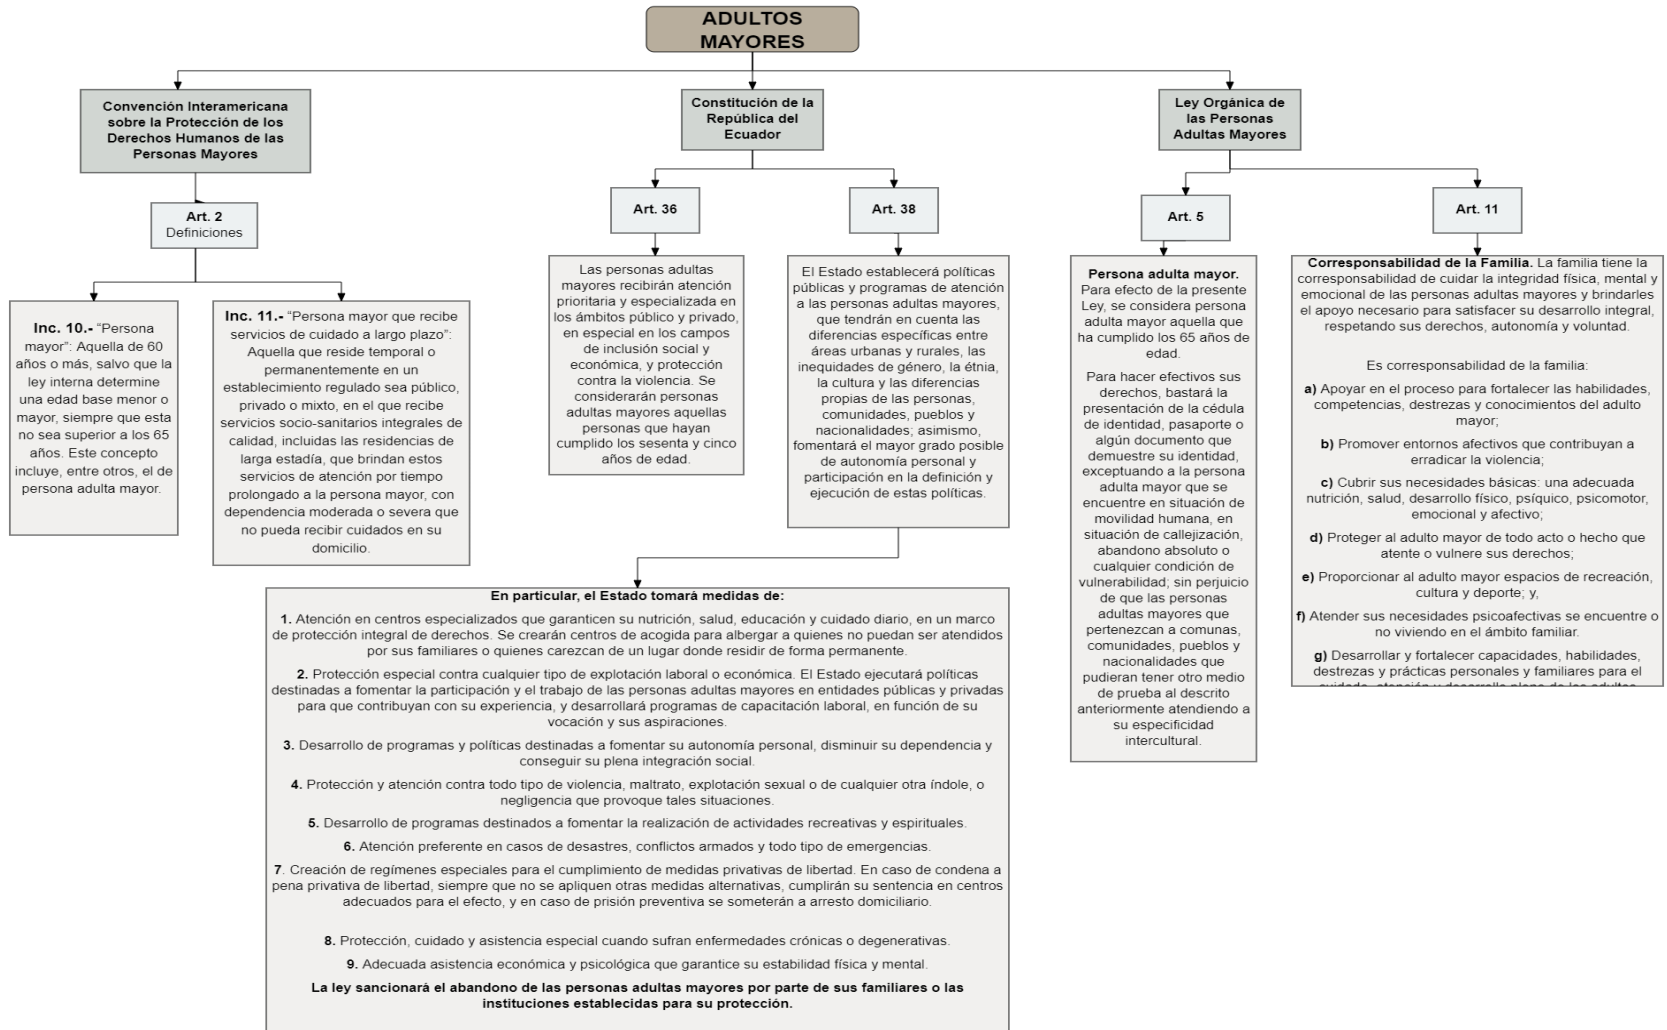 ADULTOS
MAYORES
Convención Interamericana
sobre la Protección de los
Derechos Humanos de las
Personas Mayores
Constitución de la
República del
Ecuador
Ley Orgánica de
las Personas
Adultas Mayores
Art. 2
Definiciones
Art. 36
Art. 38
Art. 5
Art. 11
Inc. 10.- “Persona
mayor”: Aquella de 60
años o más, salvo que la
ley interna determine
una edad base menor o
mayor, siempre que esta
no sea superior a los 65
años. Este concepto
incluye, entre otros, el de
persona adulta mayor.
Inc. 11.- “Persona mayor que recibe
servicios de cuidado a largo plazo”:
Aquella que reside temporal o
permanentemente en un
establecimiento regulado sea público,
privado o mixto, en el que recibe
servicios socio-sanitarios integrales de
calidad, incluidas las residencias de
larga estadía, que brindan estos
servicios de atención por tiempo
prolongado a la persona mayor, con
dependencia moderada o severa que
no pueda recibir cuidados en su
domicilio.
Las personas adultas
mayores recibirán atención
prioritaria y especializada en
los ámbitos público y privado,
en especial en los campos
de inclusión social y
económica, y protección
contra la violencia. Se
considerarán personas
adultas mayores aquellas
personas que hayan
cumplido los sesenta y cinco
años de edad.
El Estado establecerá políticas
públicas y programas de atención
a las personas adultas mayores,
que tendrán en cuenta las
diferencias específicas entre
áreas urbanas y rurales, las
inequidades de género, la étnia,
la cultura y las diferencias
propias de las personas,
comunidades, pueblos y
nacionalidades; asimismo,
fomentará el mayor grado posible
de autonomía personal y
participación en la definición y
ejecución de estas políticas.
En particular, el Estado tomará medidas de:
1. Atención en centros especializados que garanticen su nutrición, salud, educación y cuidado diario, en un marco
de protección integral de derechos. Se crearán centros de acogida para albergar a quienes no puedan ser atendidos
por sus familiares o quienes carezcan de un lugar donde residir de forma permanente.
2. Protección especial contra cualquier tipo de explotación laboral o económica. El Estado ejecutará políticas
destinadas a fomentar la participación y el trabajo de las personas adultas mayores en entidades públicas y privadas
para que contribuyan con su experiencia, y desarrollará programas de capacitación laboral, en función de su
vocación y sus aspiraciones.
3. Desarrollo de programas y políticas destinadas a fomentar su autonomía personal, disminuir su dependencia y
conseguir su plena integración social.
4. Protección y atención contra todo tipo de violencia, maltrato, explotación sexual o de cualquier otra índole, o
negligencia que provoque tales situaciones.
5. Desarrollo de programas destinados a fomentar la realización de actividades recreativas y espirituales.
6. Atención preferente en casos de desastres, conflictos armados y todo tipo de emergencias.
7. Creación de regímenes especiales para el cumplimiento de medidas privativas de libertad. En caso de condena a
pena privativa de libertad, siempre que no se apliquen otras medidas alternativas, cumplirán su sentencia en centros
adecuados para el efecto, y en caso de prisión preventiva se someterán a arresto domiciliario.
8. Protección, cuidado y asistencia especial cuando sufran enfermedades crónicas o degenerativas.
9. Adecuada asistencia económica y psicológica que garantice su estabilidad física y mental.
La ley sancionará el abandono de las personas adultas mayores por parte de sus familiares o las
instituciones establecidas para su protección.
Persona adulta mayor.
Para efecto de la presente
Ley, se considera persona
adulta mayor aquella que
ha cumplido los 65 años de
edad.
Para hacer efectivos sus
derechos, bastará la
presentación de la cédula
de identidad, pasaporte o
algún documento que
demuestre su identidad,
exceptuando a la persona
adulta mayor que se
encuentre en situación de
movilidad humana, en
situación de callejización,
abandono absoluto o
cualquier condición de
vulnerabilidad; sin perjuicio
de que las personas
adultas mayores que
pertenezcan a comunas,
comunidades, pueblos y
nacionalidades que
pudieran tener otro medio
de prueba al descrito
anteriormente atendiendo a
su especificidad
intercultural.
Corresponsabilidad de la Familia. La familia tiene la
corresponsabilidad de cuidar la integridad física, mental y
emocional de las personas adultas mayores y brindarles
el apoyo necesario para satisfacer su desarrollo integral,
respetando sus derechos, autonomía y voluntad.
Es corresponsabilidad de la familia:
a) Apoyar en el proceso para fortalecer las habilidades,
competencias, destrezas y conocimientos del adulto
mayor;
b) Promover entornos afectivos que contribuyan a
erradicar la violencia;
c) Cubrir sus necesidades básicas: una adecuada
nutrición, salud, desarrollo físico, psíquico, psicomotor,
emocional y afectivo;
d) Proteger al adulto mayor de todo acto o hecho que
atente o vulnere sus derechos;
e) Proporcionar al adulto mayor espacios de recreación,
cultura y deporte; y,
f) Atender sus necesidades psicoafectivas se encuentre o
no viviendo en el ámbito familiar.
g) Desarrollar y fortalecer capacidades, habilidades,
destrezas y prácticas personales y familiares para el